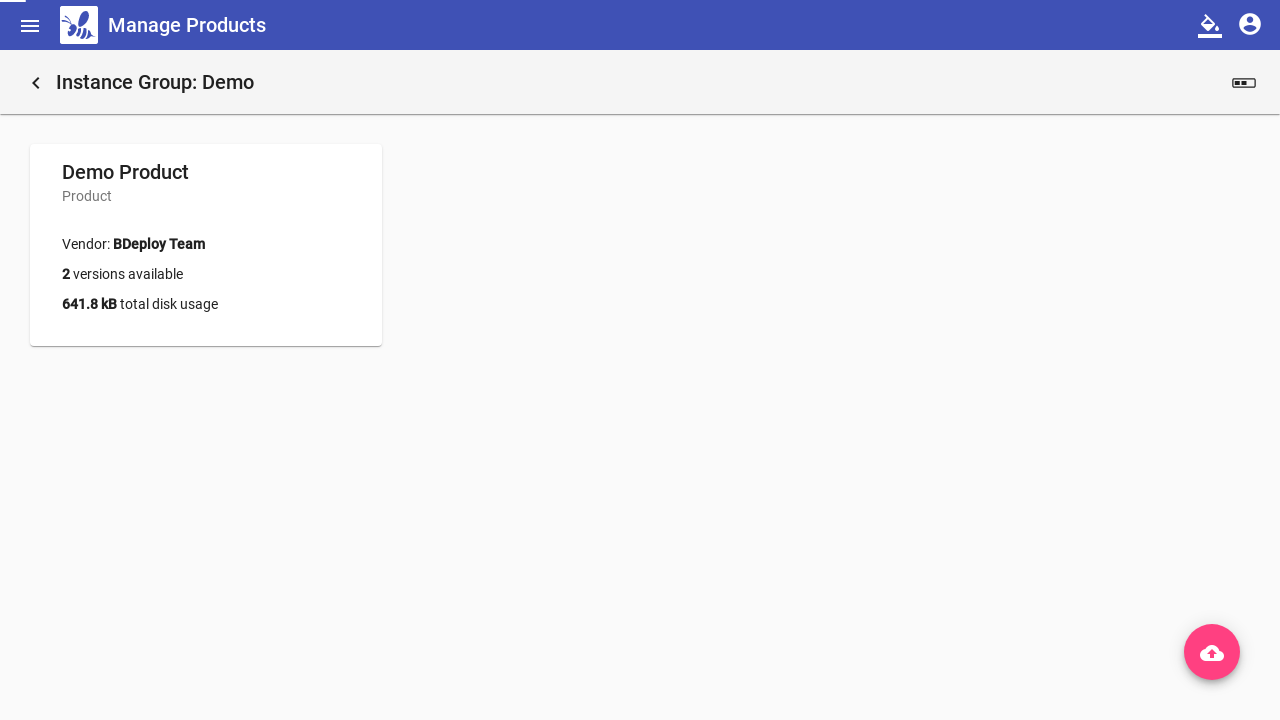 Manage Products
Instance Group: Demo
Demo Product
Product
Vendor: BDeploy Team
2 versions available
641.8 kB total disk usage